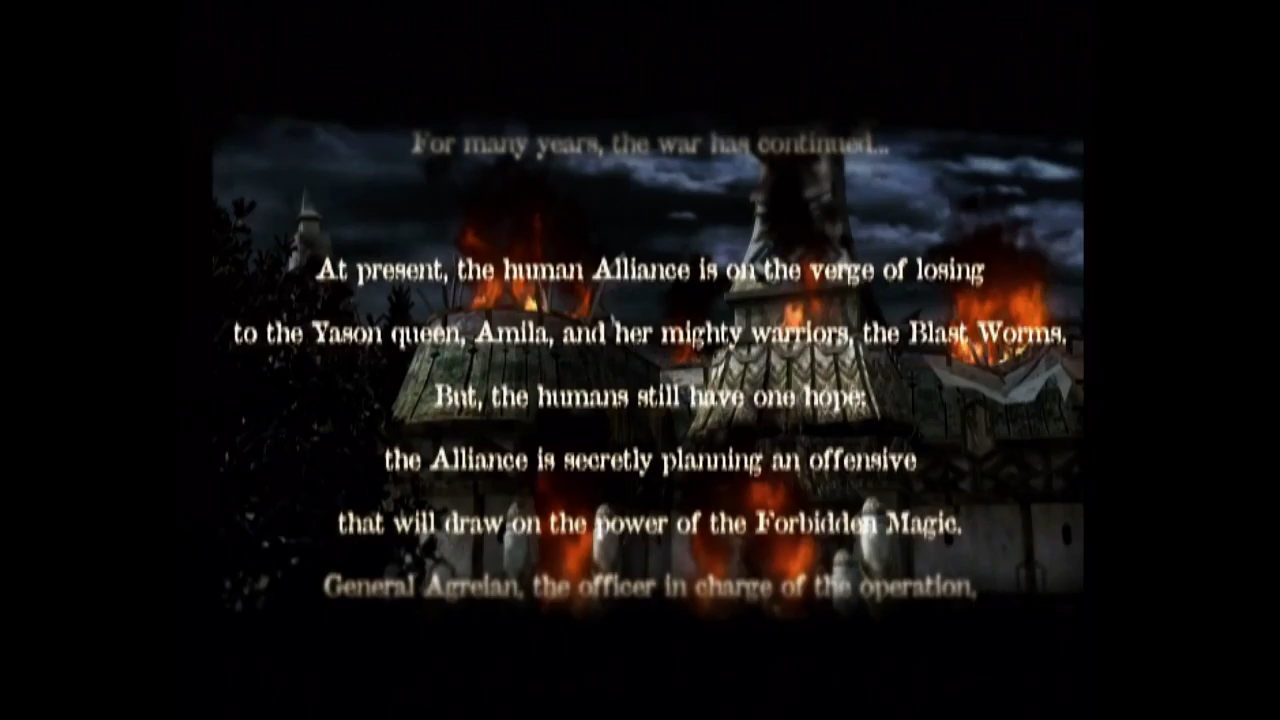 For many years, the war has continued...
At present, the human Alliance is on the verge of losing
to the Yason queen, Amila, and her mighty warriors, the Blast Worms.
But, the humans still have one hope:
the Alliance is secretly planning an offensive
that will draw on the power of the Forbidden Magic.
General Agreian, the officer in charge of the operation,